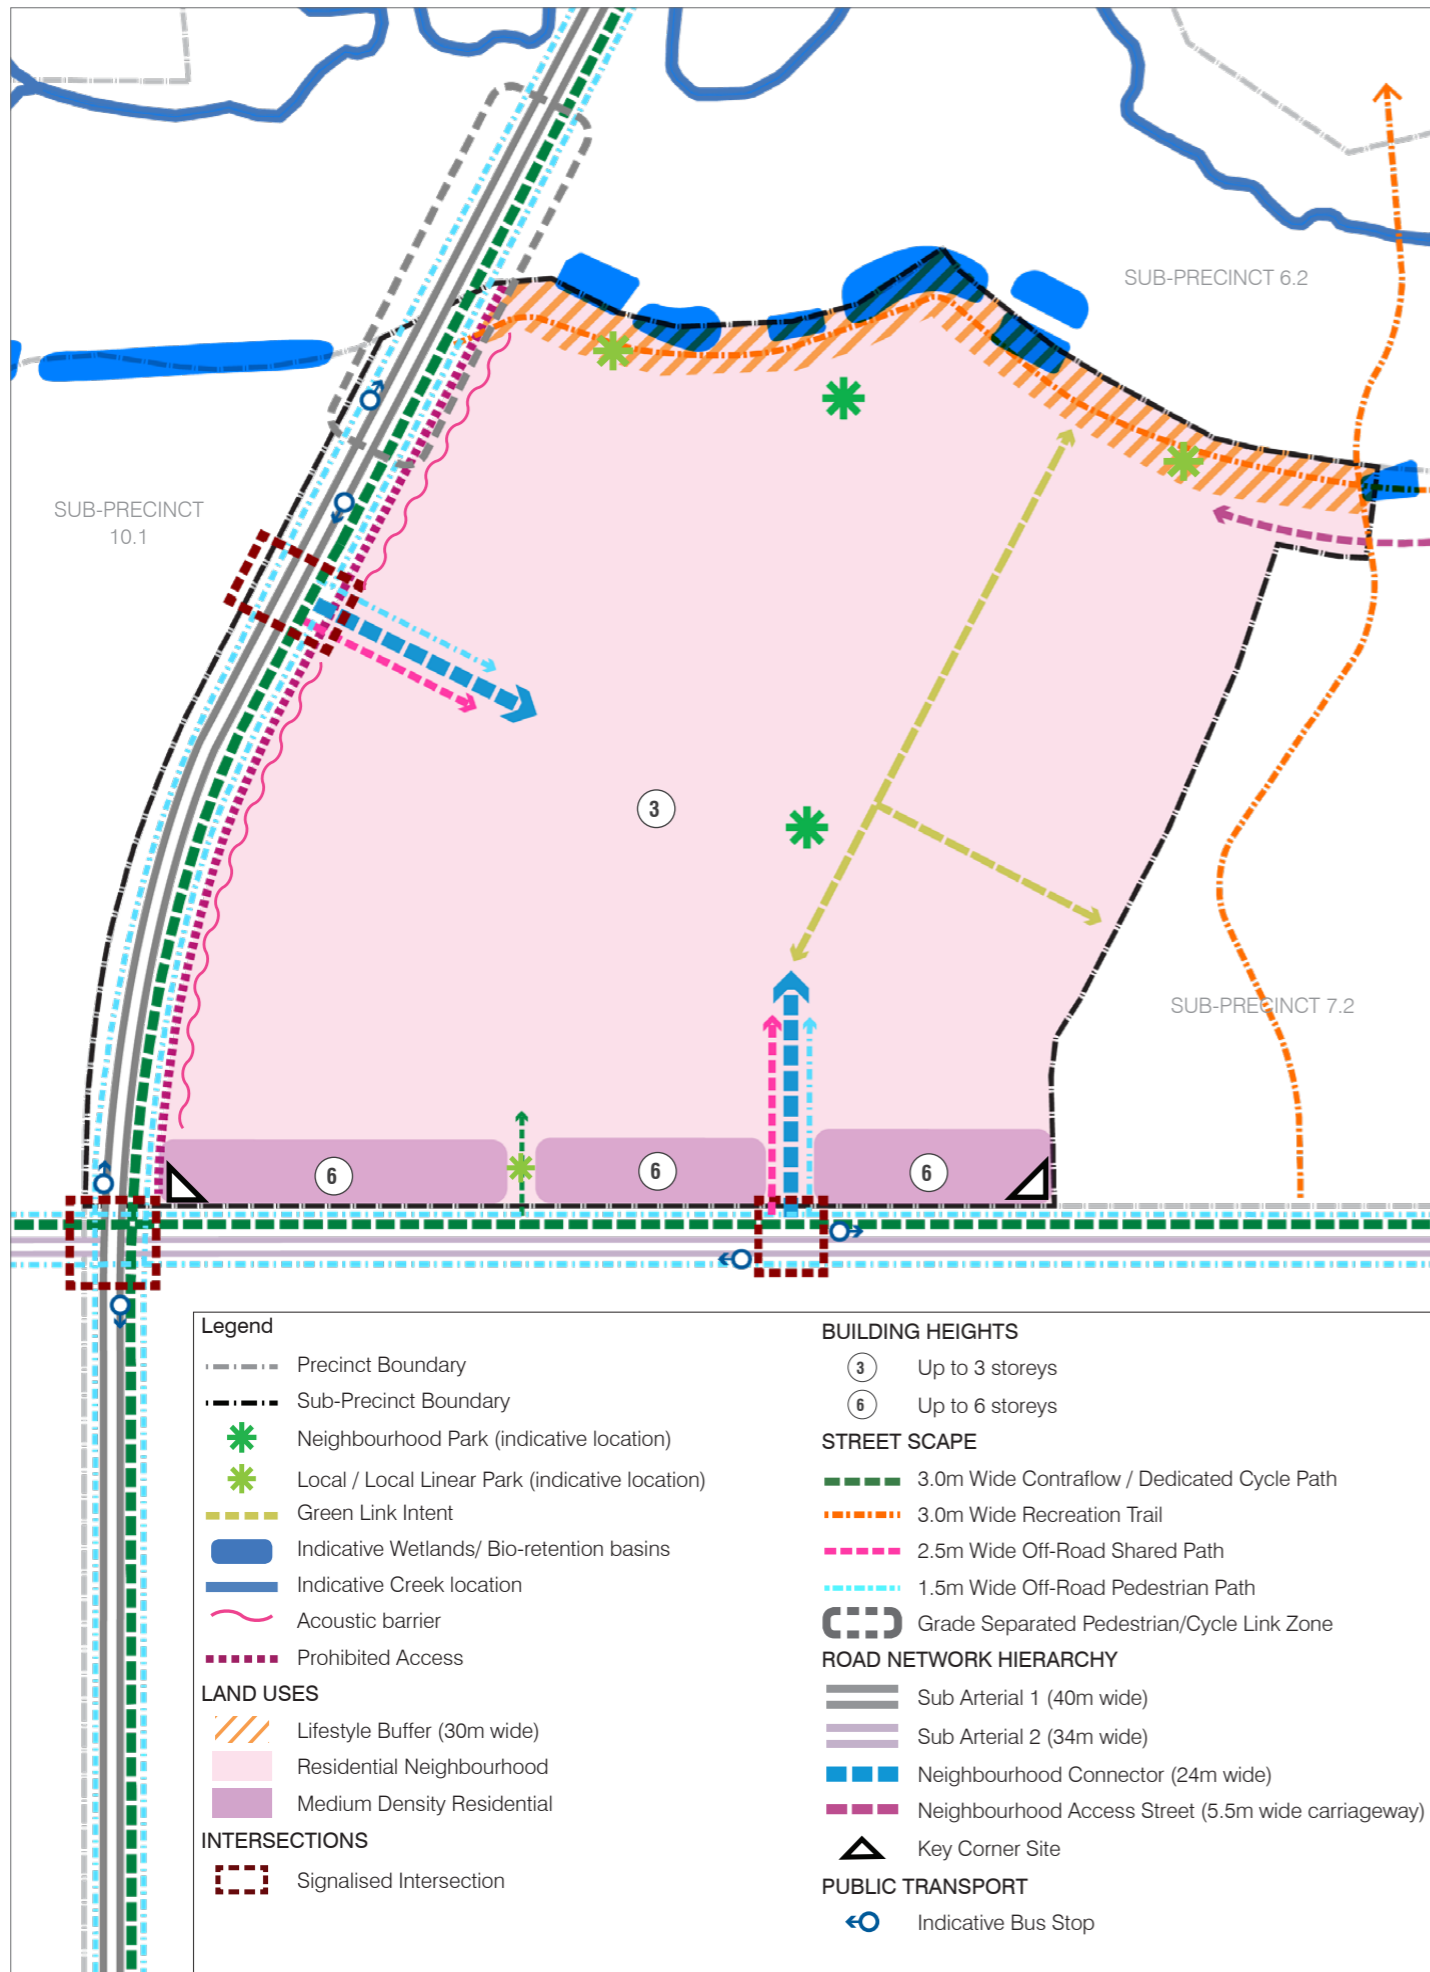 SUB-PRECINCT 6.2
SUB-PRECINCT
10.1
3
SUB-PRECINCT 7.2
6
6
6
Legend
Precinct Boundary
Sub-Precinct Boundary
Neighbourhood Park (indicative location)
Local / Local Linear Park (indicative location)
Green Link Intent
Indicative Wetlands/ Bio-retention basins
Indicative Creek location
Acoustic barrier
Prohibited Access
LAND USES
Lifestyle Buffer (30m wide)
Residential Neighbourhood
Medium Density Residential
INTERSECTIONS
Signalised Intersection
BUILDING HEIGHTS
3 Up to 3 storeys
6 Up to 6 storeys
STREET SCAPE
3.0m Wide Contraflow / Dedicated Cycle Path
3.0m Wide Recreation Trail
2.5m Wide Off-Road Shared Path
1.5m Wide Off-Road Pedestrian Path
Grade Separated Pedestrian/Cycle Link Zone
ROAD NETWORK HIERARCHY
Sub Arterial 1 (40m wide)
Sub Arterial 2 (34m wide)
Neighbourhood Connector (24m wide)
Neighbourhood Access Street (5.5m wide carriageway)
Key Corner Site
PUBLIC TRANSPORT
Indicative Bus Stop